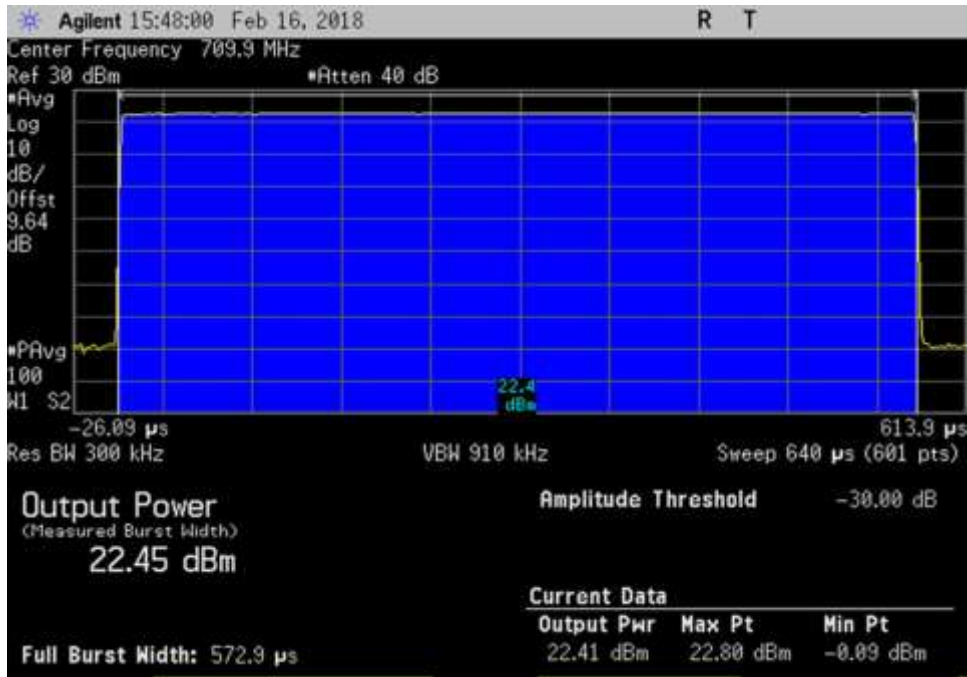 Agilent 15:48:00 Feb 16, 2018 R T
Center Frequency 709.9 MHz
Ref 30 dBm *Atten 40 dB
*Avg
Log
10
dB/
Offst
9.64
dB
*PAvg
100
W1 S2
22.4
dBm
-26.09 µs 613.9 µs
Res BW 300 kHz VBW 910 kHz Sweep 640 µs (601 pts)
Output Power Amplitude Threshold -30.00 dB
(Measured Burst Width)
22.45 dBm
Current Data
Output Pwr Max Pt Min Pt
Full Burst Width: 572.9 µs 22.41 dBm 22.80 dBm -0.09 dBm